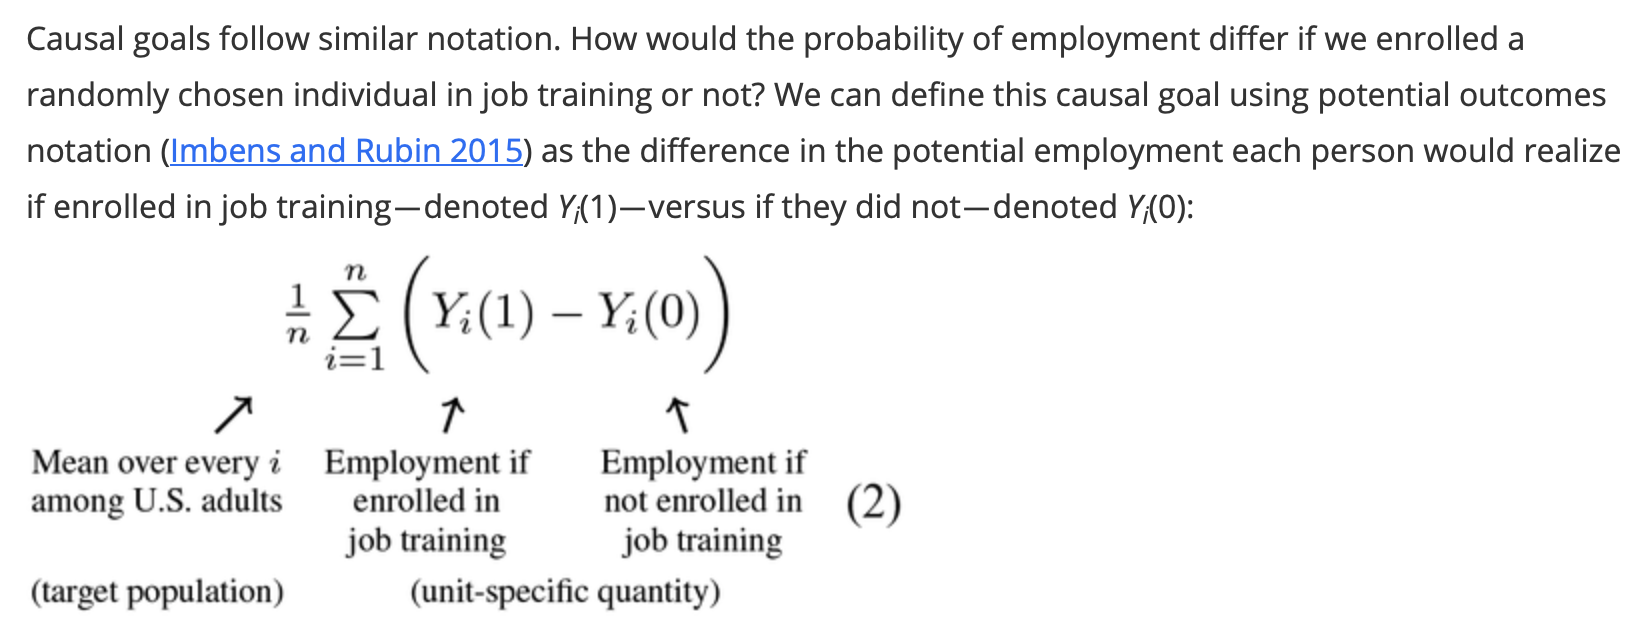 Causal goals follow similar notation. How would the probability of employment differ if we enrolled a
randomly chosen individual in job training or not? We can define this causal goal using potential outcomes
notation (Imbens and Rubin 2015) as the difference in the potential employment each person would realize
if enrolled in job training—denoted Yᵢ(1)—versus if they did not—denoted Yᵢ(0):
1/n ∑ᵢ₌₁ⁿ (Yᵢ(1) − Yᵢ(0))
↗ ↑ ↖
Mean over every i Employment if Employment if
among U.S. adults enrolled in not enrolled in (2)
job training job training
(target population) (unit-specific quantity)